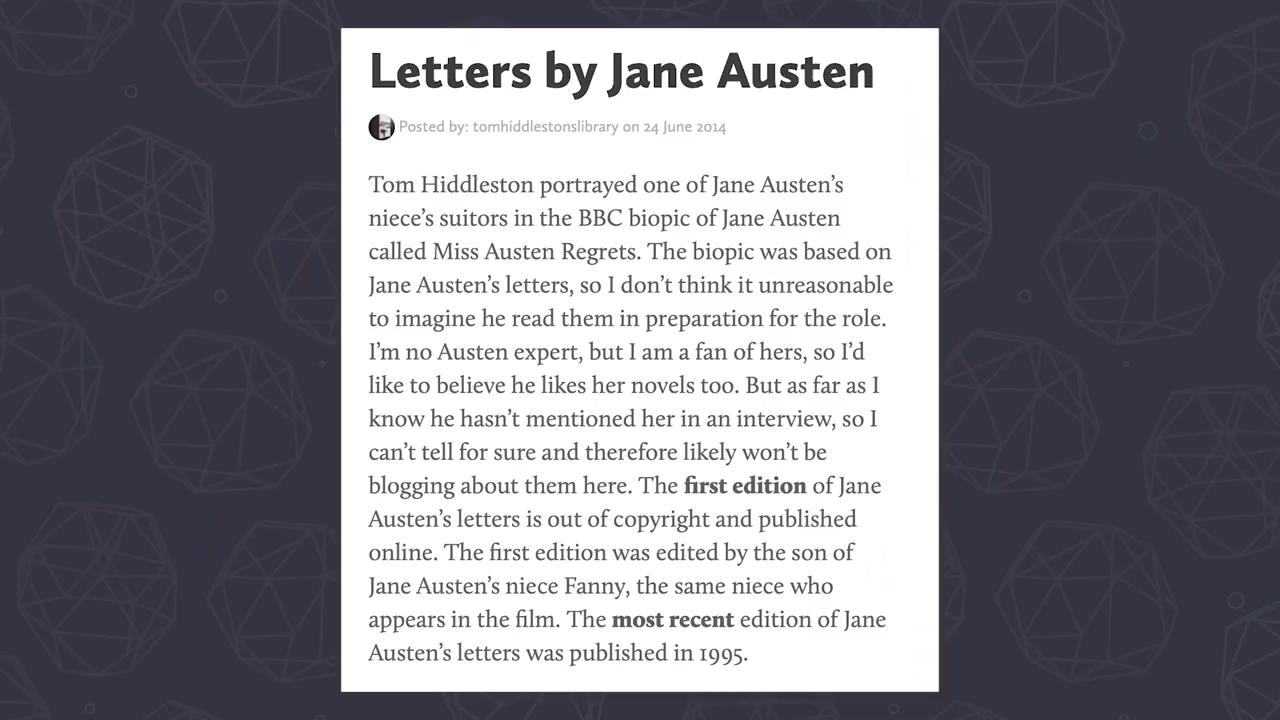 Letters by Jane Austen
Posted by: tomhiddlestonslibrary on 24 June 2014
Tom Hiddleston portrayed one of Jane Austen’s
niece’s suitors in the BBC biopic of Jane Austen
called Miss Austen Regrets. The biopic was based on
Jane Austen’s letters, so I don’t think it unreasonable
to imagine he read them in preparation for the role.
I’m no Austen expert, but I am a fan of hers, so I’d
like to believe he likes her novels too. But as far as I
know he hasn’t mentioned her in an interview, so I
can’t tell for sure and therefore likely won’t be
blogging about them here. The first edition of Jane
Austen’s letters is out of copyright and published
online. The first edition was edited by the son of
Jane Austen’s niece Fanny, the same niece who
appears in the film. The most recent edition of Jane
Austen’s letters was published in 1995.